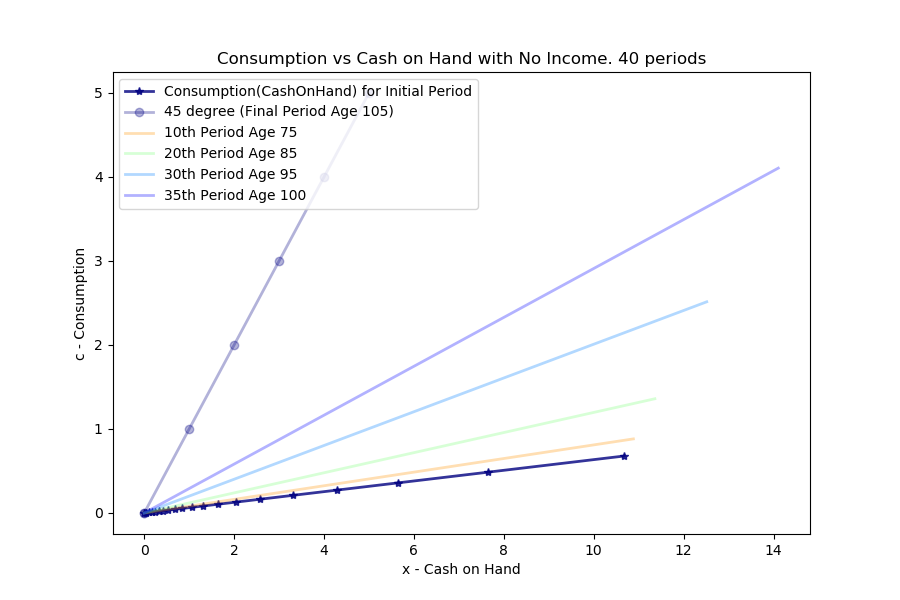 Consumption vs Cash on Hand with No Income. 40 periods
Consumption(CashOnHand) for Initial Period
45 degree (Final Period Age 105)
10th Period Age 75
20th Period Age 85
30th Period Age 95
35th Period Age 100
c - Consumption
5
4
3
2
1
0
0 2 4 6 8 10 12 14
x - Cash on Hand